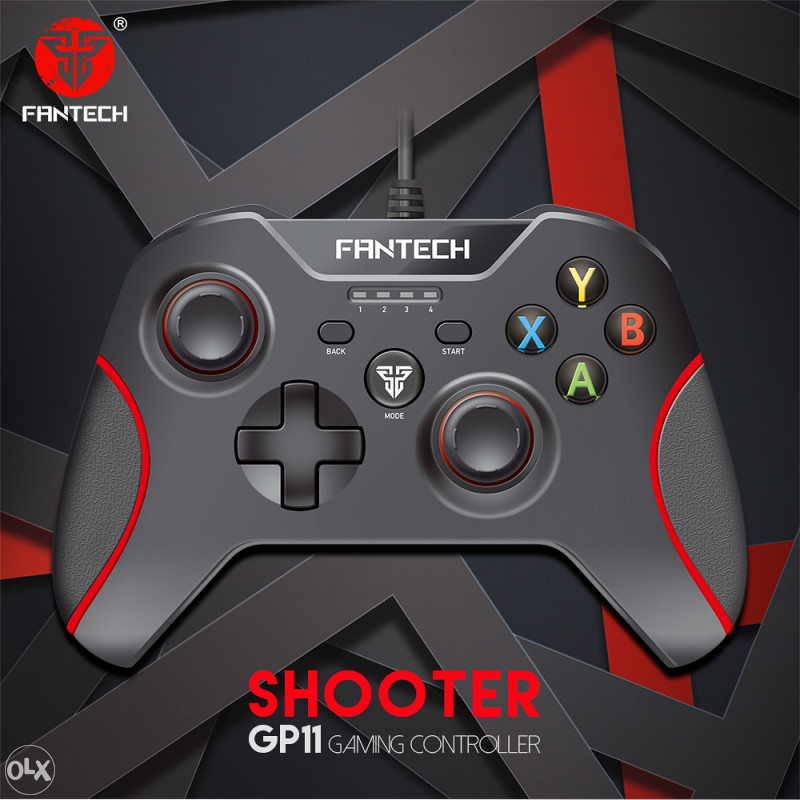 ®
FANTECH
FANTECH
1 2 3 4
BACK
START
MODE
Y
X
B
A
SHOOTER
GP11 GAMING CONTROLLER
OLX